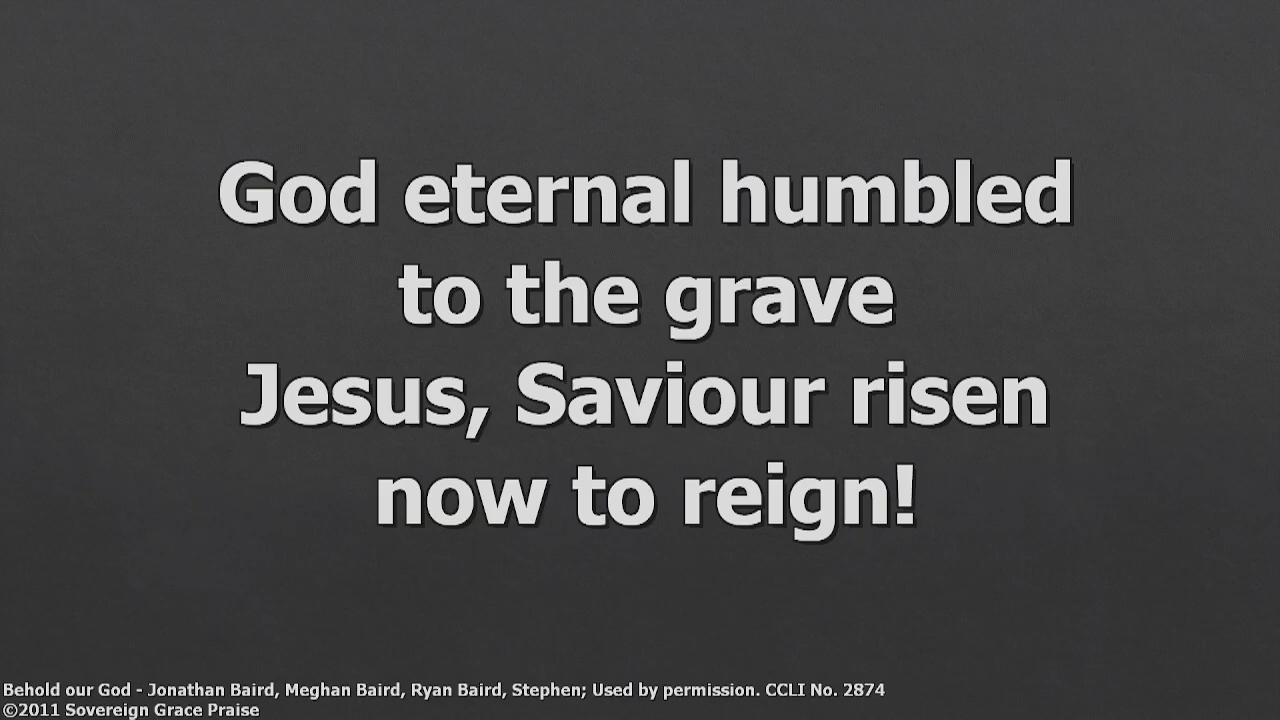 God eternal humbled
to the grave
Jesus, Saviour risen
now to reign!
Behold our God - Jonathan Baird, Meghan Baird, Ryan Baird, Stephen; Used by permission. CCLI No. 2874
©2011 Sovereign Grace Praise